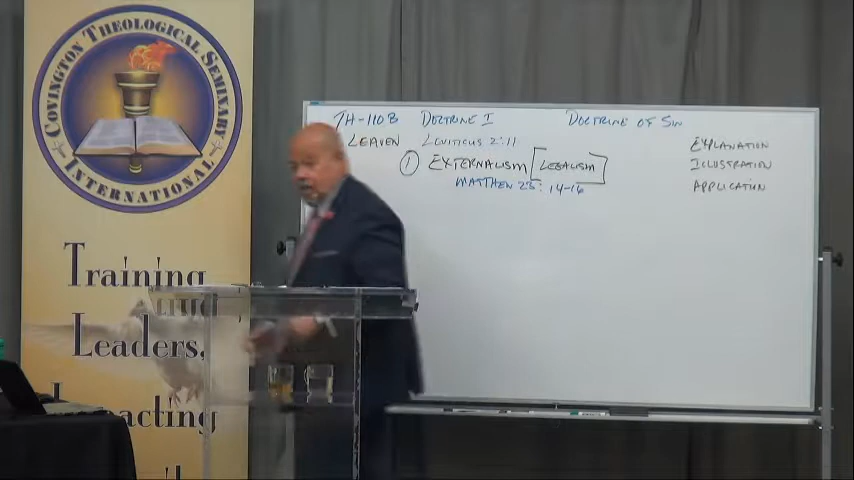 COVINGTON THEOLOGICAL SEMINARY
INTERNATIONAL
Training
Leaders,
TH-110B DOCTRINE I DOCTRINE OF SIN
LEAVEN LEVITICUS 2:11
① EXTERNALISM [LEGALISM]
MATTHEW 23: 14-16
EXPLANATION
ILLUSTRATION
APPLICATION